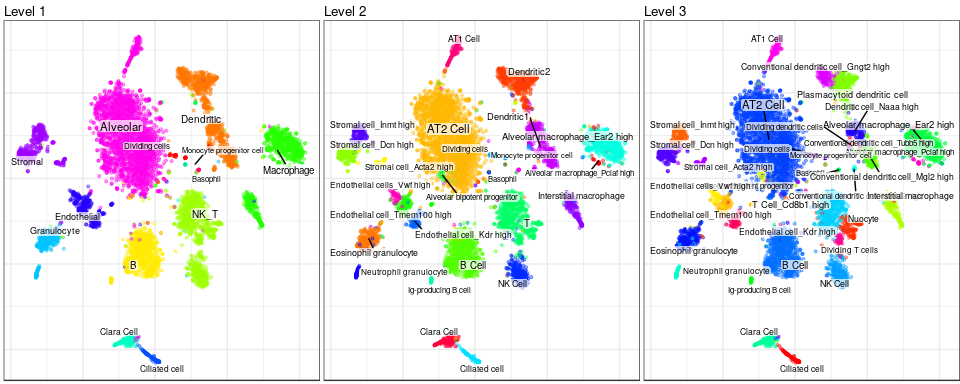 Level 1
Alveolar
Dendritic
Dividing cells
Monocyte progenitor cell
Stromal
Basophil
Macrophage
Endothelial
NK_T
Granulocyte
B
Clara Cell
Ciliated cell
Level 2
AT1 Cell
Dendritic2
Dendritic1
Stromal cell_Inmt high
AT2 Cell
Alveolar macrophage_Ear2 high
Stromal cell_Dcn high
Dividing cells
Monocyte progenitor cell
Stromal cell_Acta2 high
Alveolar macrophage_Pclaf high
Basophil
Endothelial cells_Vwf high
Alveolar bipotent progenitor
Interstitial macrophage
Endothelial cell_Tmem100 high
T
Endothelial cell_Kdr high
Eosinophil granulocyte
B Cell
Neutrophil granulocyte
NK Cell
Ig-producing B cell
Clara Cell
Ciliated cell
Level 3
AT1 Cell
Conventional dendritic cell_Gngt2 high
Plasmacytoid dendritic cell
AT2 Cell
Dendritic cell_Naaa high
Stromal cell_Inmt high
Dividing dendritic cells
Alveolar macrophage_Ear2 high
Stromal cell_Dcn high
Dividing cells
Conventional dendritic cell_Tubb5 high
Monocyte progenitor cell
macrophage_Pclaf high
Stromal cell_Acta2 high
Conventional dendritic cell_Mgl2 high
Endothelial cells_Vwf high
Conventional dendritic
Interstitial macrophage
T Cell_Cd8b1 high
Endothelial cell_Tmem100 high
Nuocyte
Endothelial cell_Kdr high
Eosinophil granulocyte
Dividing T cells
B Cell
Neutrophil granulocyte
NK Cell
Ig-producing B cell
Clara Cell
Ciliated cell